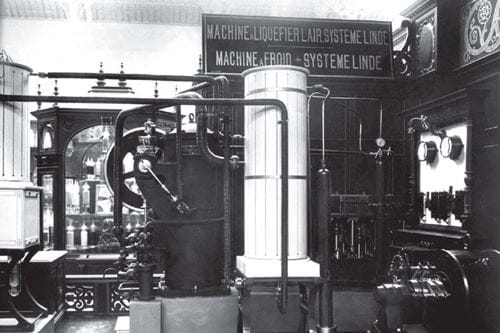 MACHINE A LIQUEFIER L'AIR. SYSTEME LINDE
MACHINE A FROID - SYSTEME LINDE